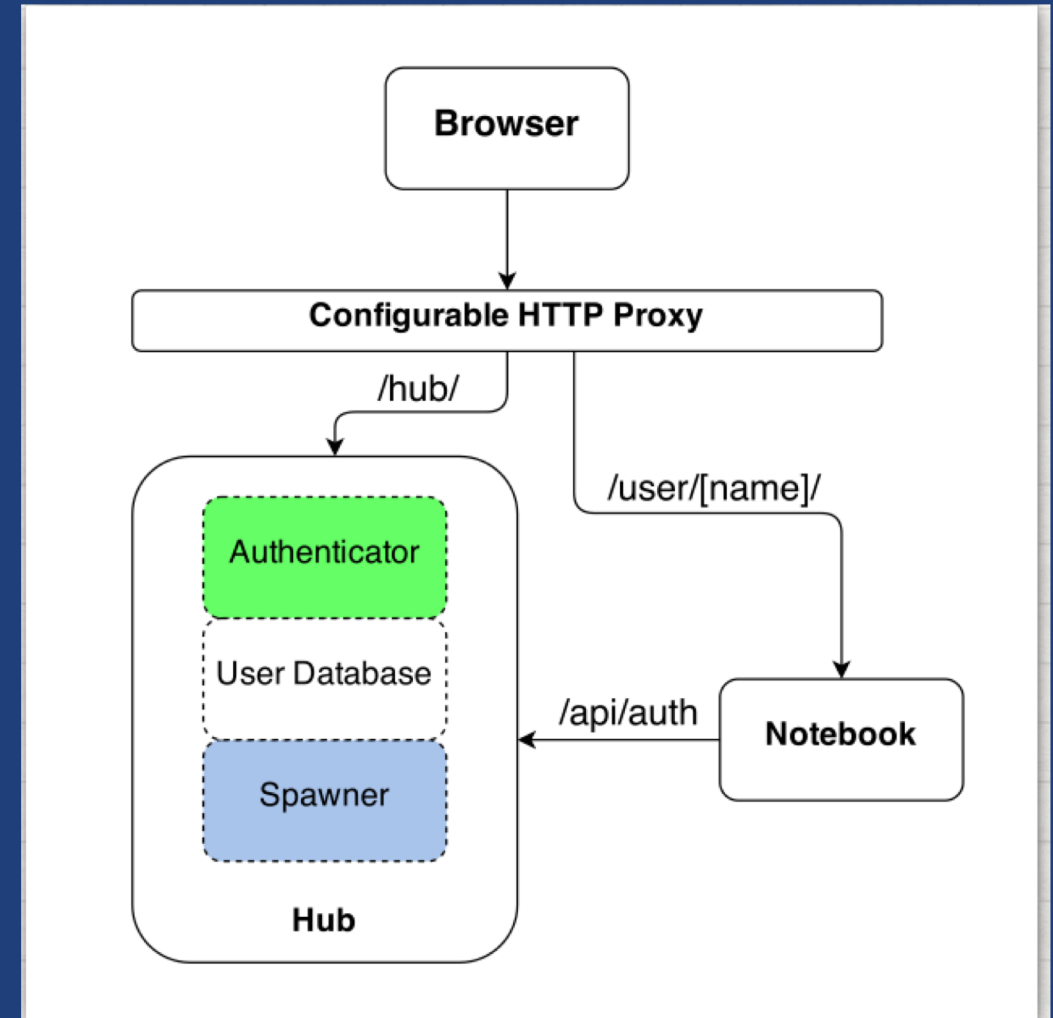 Browser
Configurable HTTP Proxy
/hub/
/user/[name]/
Authenticator
User Database
/api/auth
Notebook
Spawner
Hub